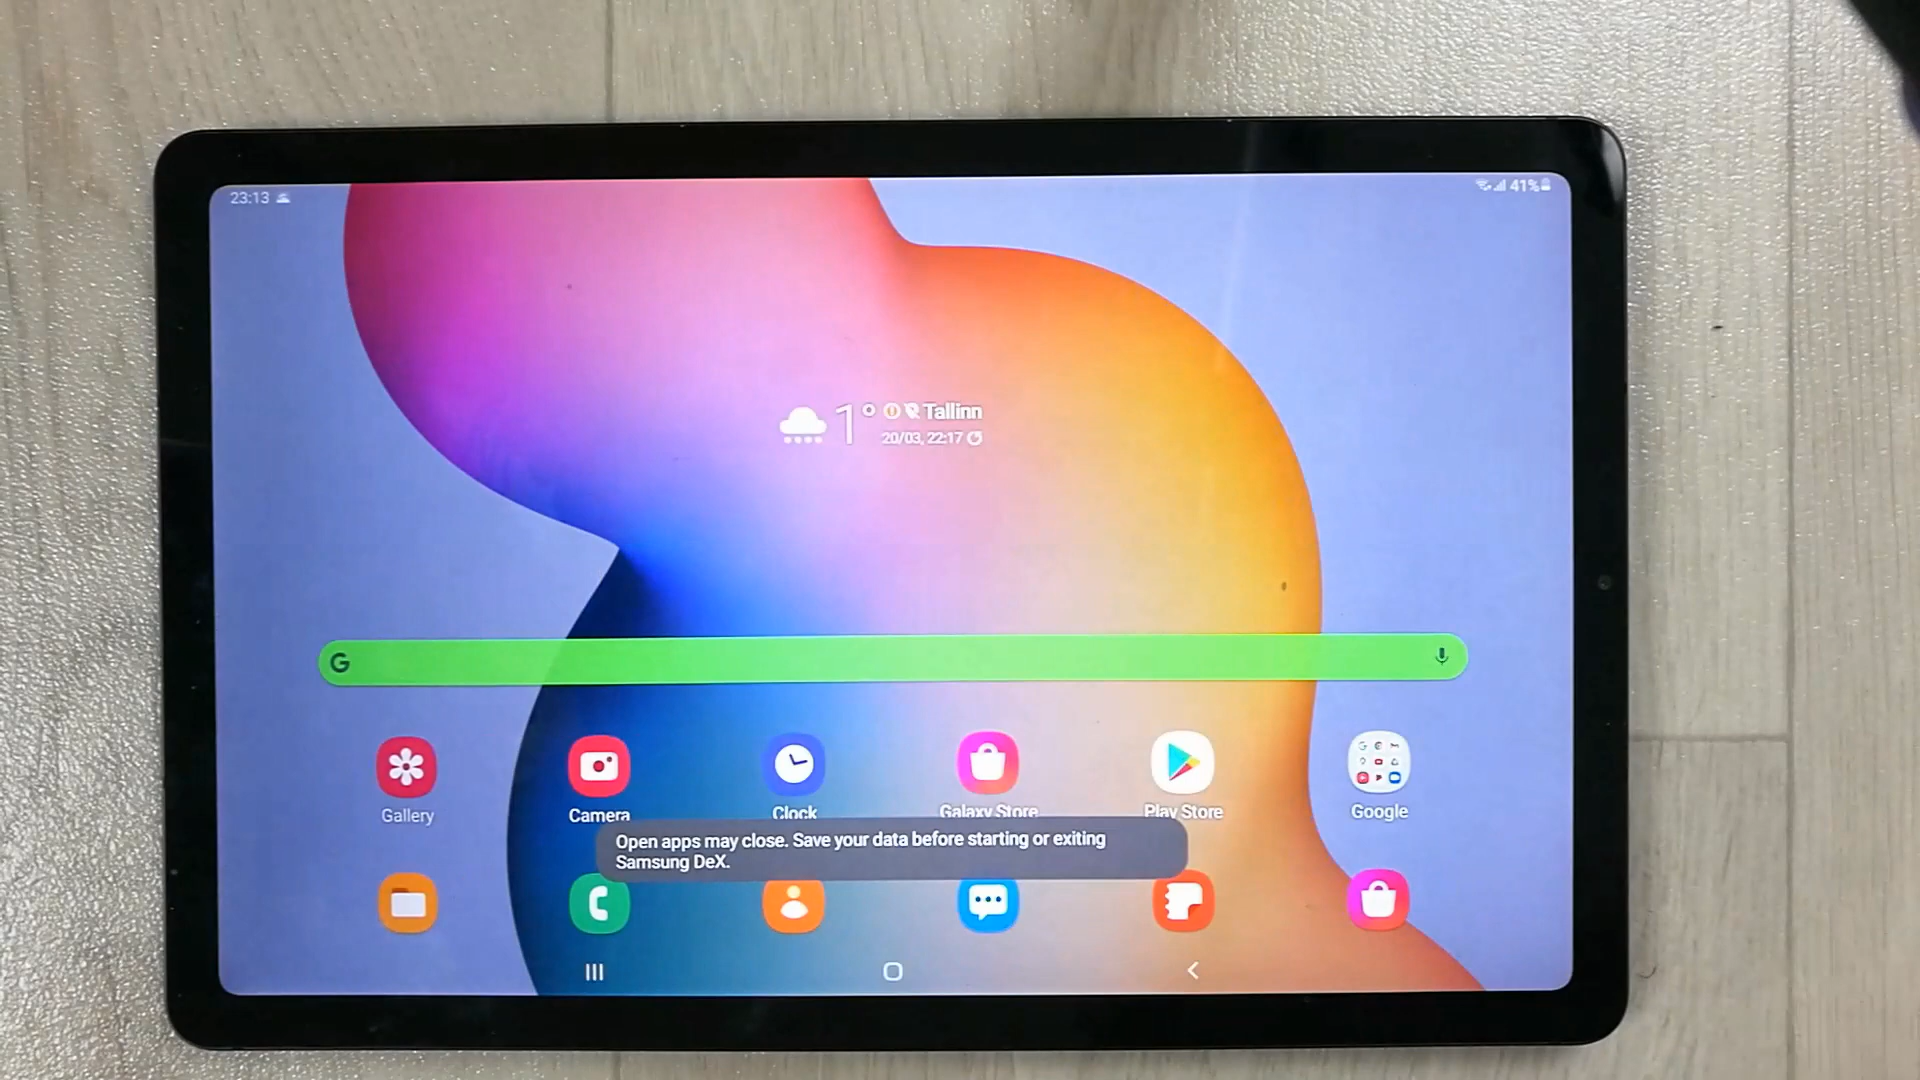 23:13
41%
1° Tallinn
20/03, 22:17
G
Gallery
Camera
Clock
Galaxy Store
Play Store
Google
Open apps may close. Save your data before starting or exiting
Samsung DeX.